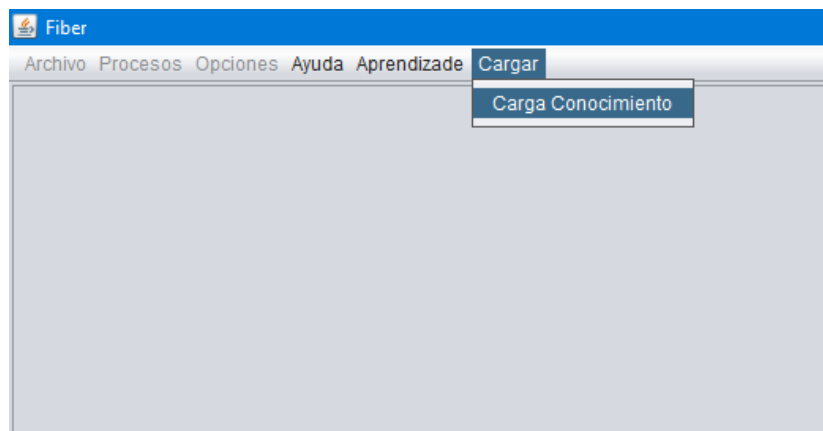 Fiber
Archivo Procesos Opciones Ayuda Aprendizade Cargar
Carga Conocimiento